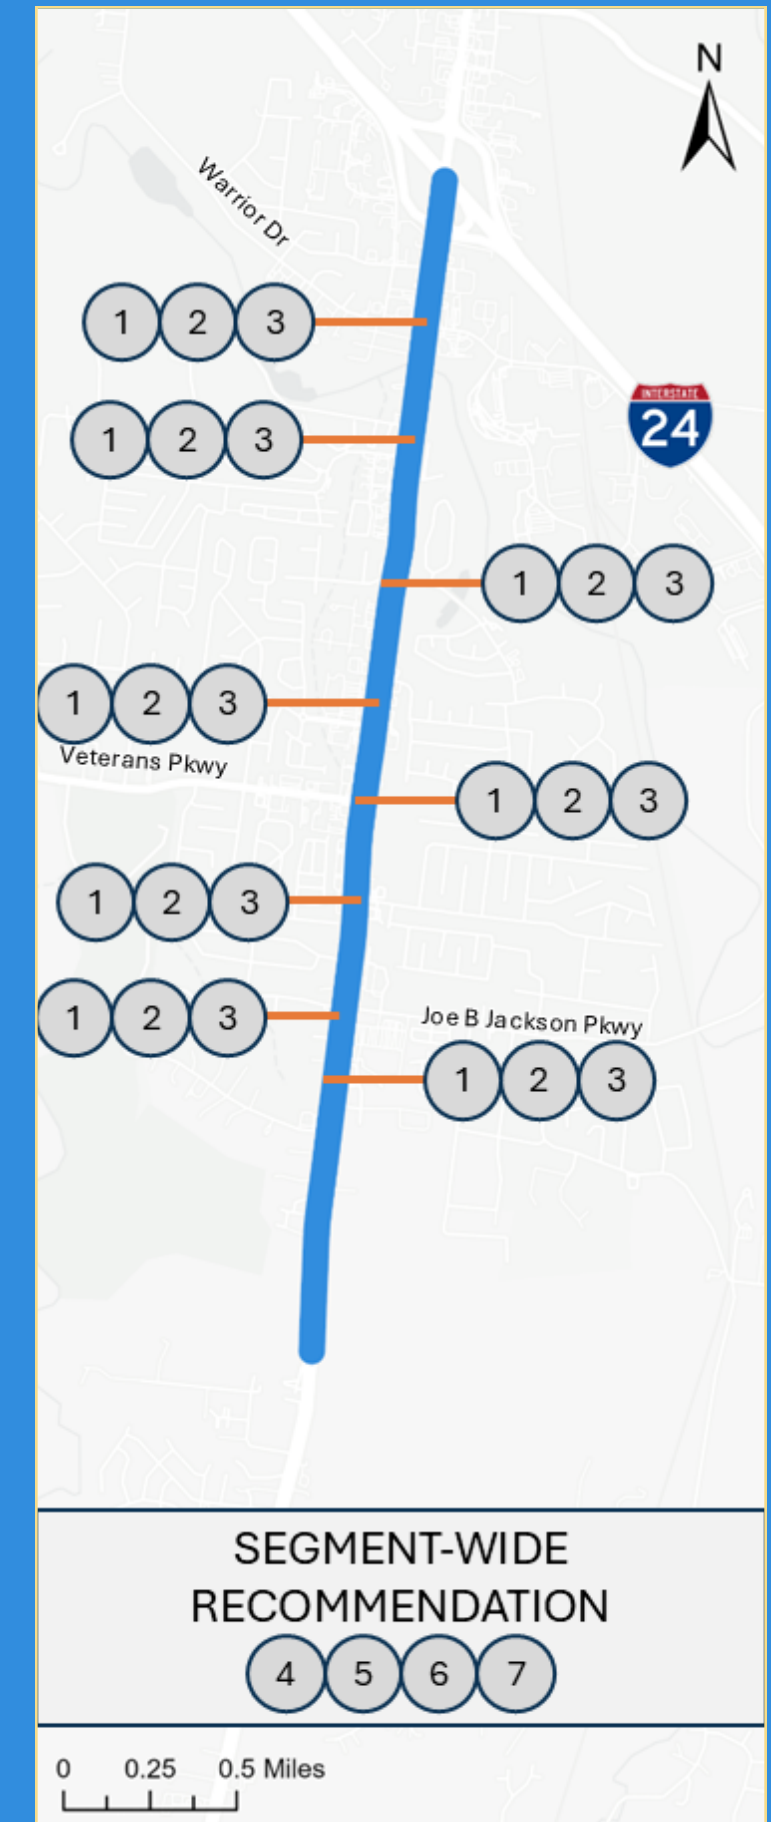 N
Warrior Dr
1 2 3
1 2 3
INTERSTATE
24
1 2 3
1 2 3
Veterans Pkwy
1 2 3
1 2 3
1 2 3
Joe B Jackson Pkwy
1 2 3
SEGMENT-WIDE
RECOMMENDATION
4 5 6 7
0 0.25 0.5 Miles